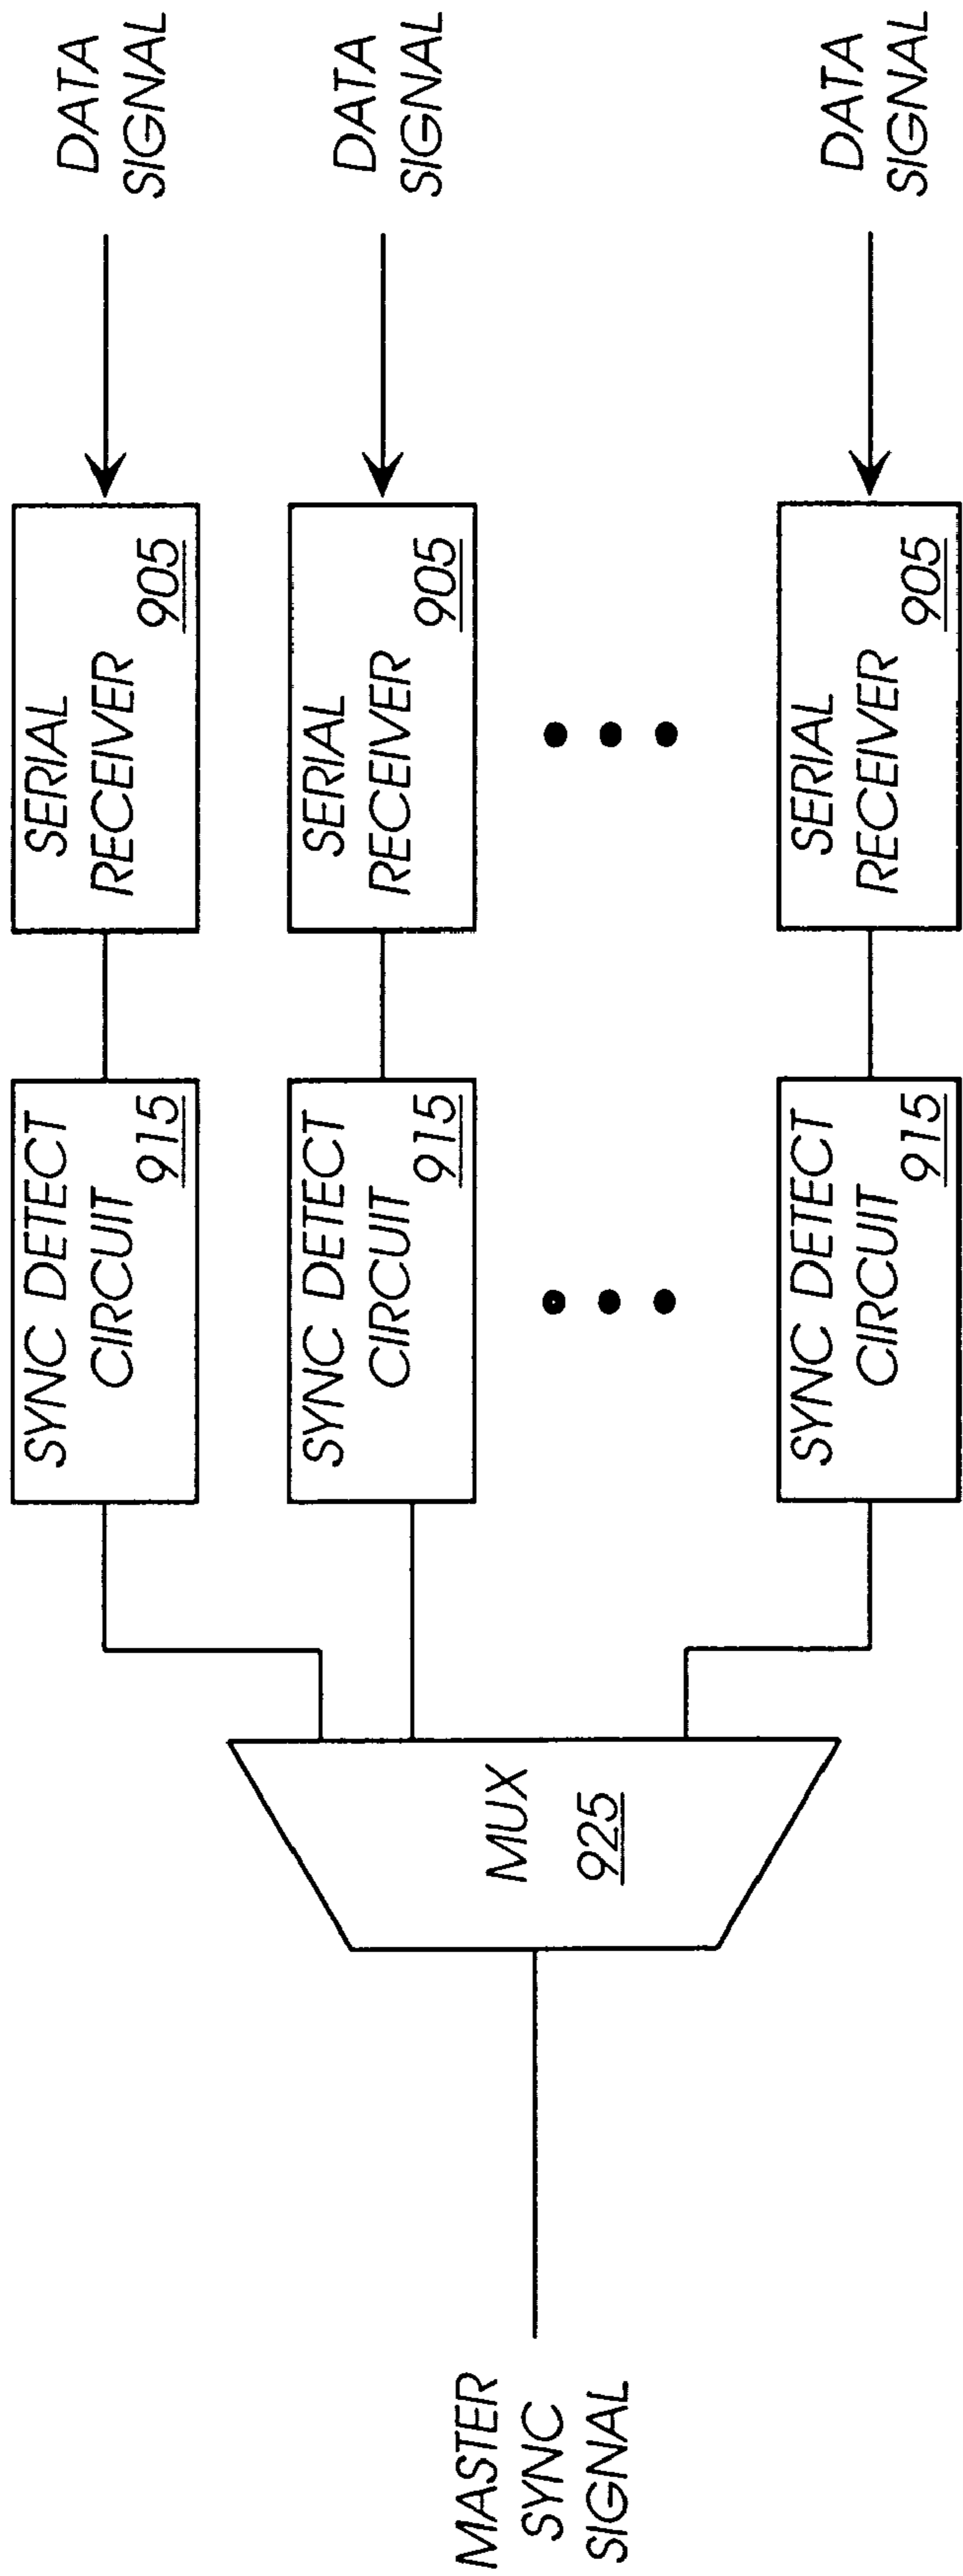 DATA
SIGNAL
DATA
SIGNAL
DATA
SIGNAL
SERIAL
RECEIVER
905
SERIAL
RECEIVER
905
SERIAL
RECEIVER
905
SYNC DETECT
CIRCUIT
915
SYNC DETECT
CIRCUIT
915
SYNC DETECT
CIRCUIT
915
MUX
925
MASTER
SYNC
SIGNAL